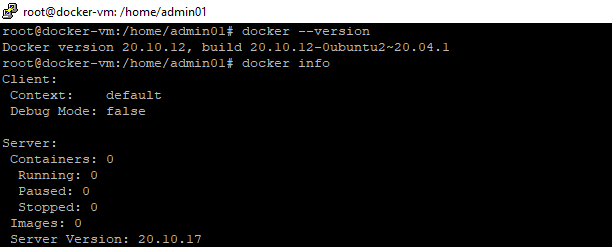 root@docker-vm: /home/admin01
root@docker-vm:/home/admin01# docker --version
Docker version 20.10.12, build 20.10.12-0ubuntu2~20.04.1
root@docker-vm:/home/admin01# docker info
Client:
 Context:    default
 Debug Mode: false

Server:
 Containers: 0
  Running: 0
  Paused: 0
  Stopped: 0
 Images: 0
 Server Version: 20.10.17